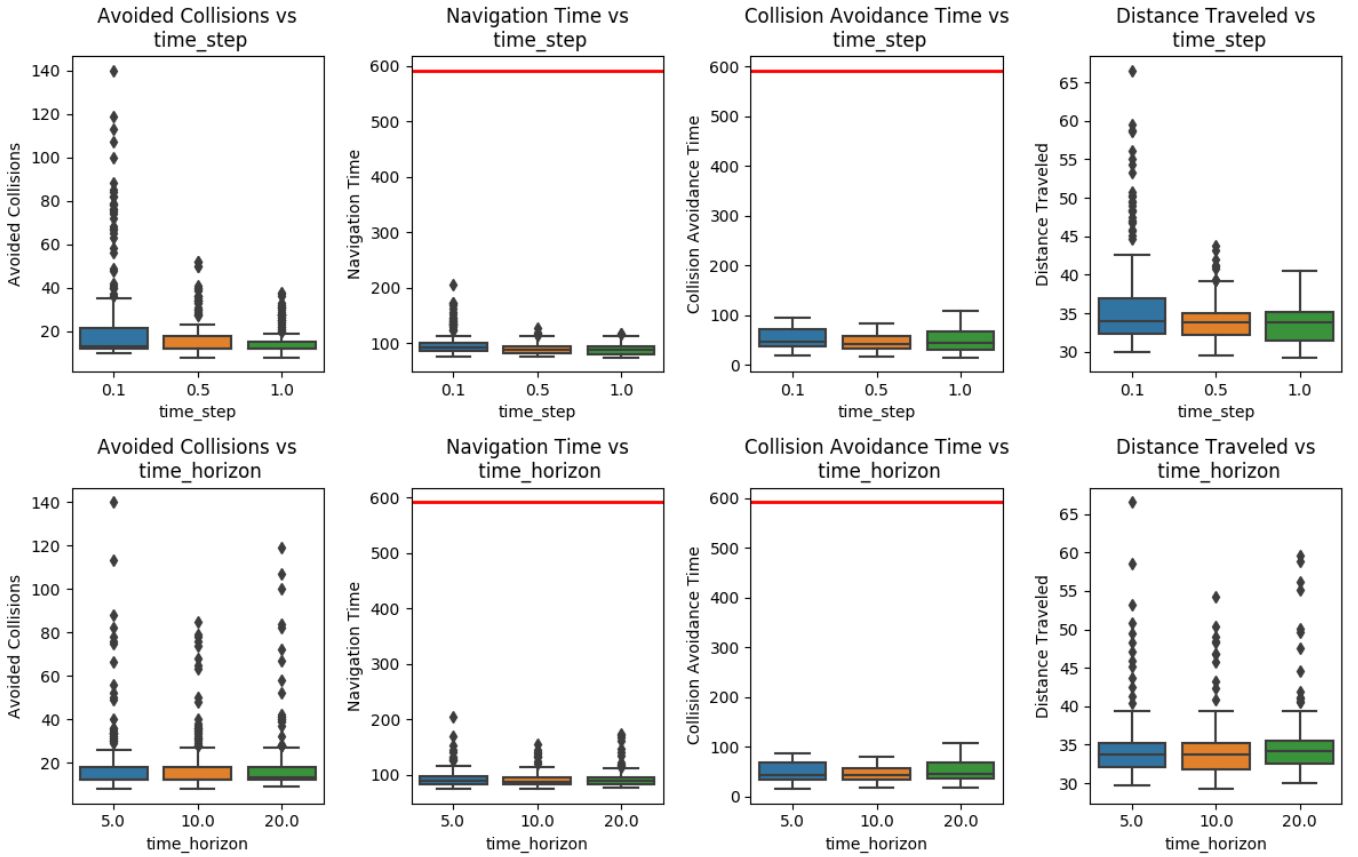 Avoided Collisions vs
time_step
Navigation Time vs
time_step
Collision Avoidance Time vs
time_step
Distance Traveled vs
time_step
Avoided Collisions
140
120
100
80
60
40
20
0.1
0.5
1.0
time_step
Navigation Time
600
500
400
300
200
100
0.1
0.5
1.0
time_step
Collision Avoidance Time
600
500
400
300
200
100
0
0.1
0.5
1.0
time_step
Distance Traveled
65
60
55
50
45
40
35
30
0.1
0.5
1.0
time_step
Avoided Collisions vs
time_horizon
Navigation Time vs
time_horizon
Collision Avoidance Time vs
time_horizon
Distance Traveled vs
time_horizon
Avoided Collisions
140
120
100
80
60
40
20
5.0
10.0
20.0
time_horizon
Navigation Time
600
500
400
300
200
100
5.0
10.0
20.0
time_horizon
Collision Avoidance Time
600
500
400
300
200
100
0
5.0
10.0
20.0
time_horizon
Distance Traveled
65
60
55
50
45
40
35
30
5.0
10.0
20.0
time_horizon